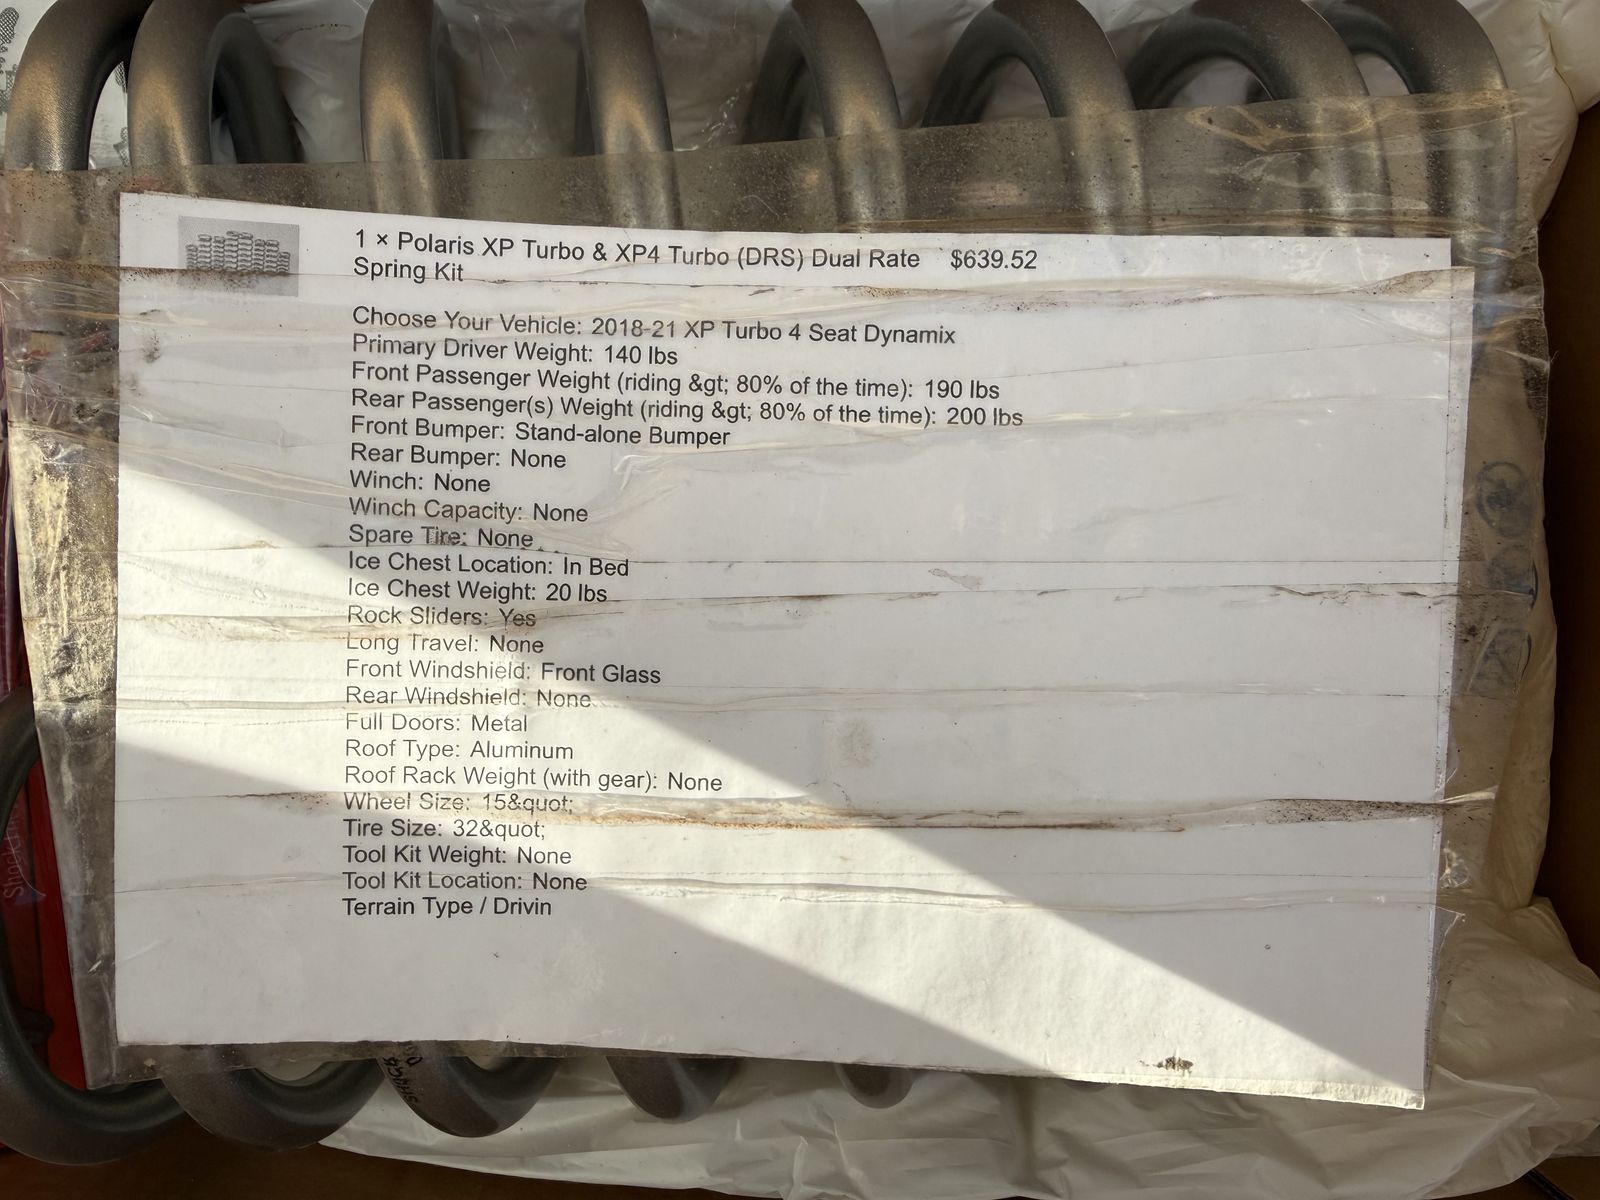 1 × Polaris XP Turbo & XP4 Turbo (DRS) Dual Rate $639.52
Spring Kit
Choose Your Vehicle: 2018-21 XP Turbo 4 Seat Dynamix
Primary Driver Weight: 140 lbs
Front Passenger Weight (riding &gt; 80% of the time): 190 lbs
Rear Passenger(s) Weight (riding &gt; 80% of the time): 200 lbs
Front Bumper: Stand-alone Bumper
Rear Bumper: None
Winch: None
Winch Capacity: None
Spare Tire: None
Ice Chest Location: In Bed
Ice Chest Weight: 20 lbs
Rock Sliders: Yes
Long Travel: None
Front Windshield: Front Glass
Rear Windshield: None
Full Doors: Metal
Roof Type: Aluminum
Roof Rack Weight (with gear): None
Wheel Size: 15&quot;
Tire Size: 32&quot;
Tool Kit Weight: None
Tool Kit Location: None
Terrain Type / Drivin